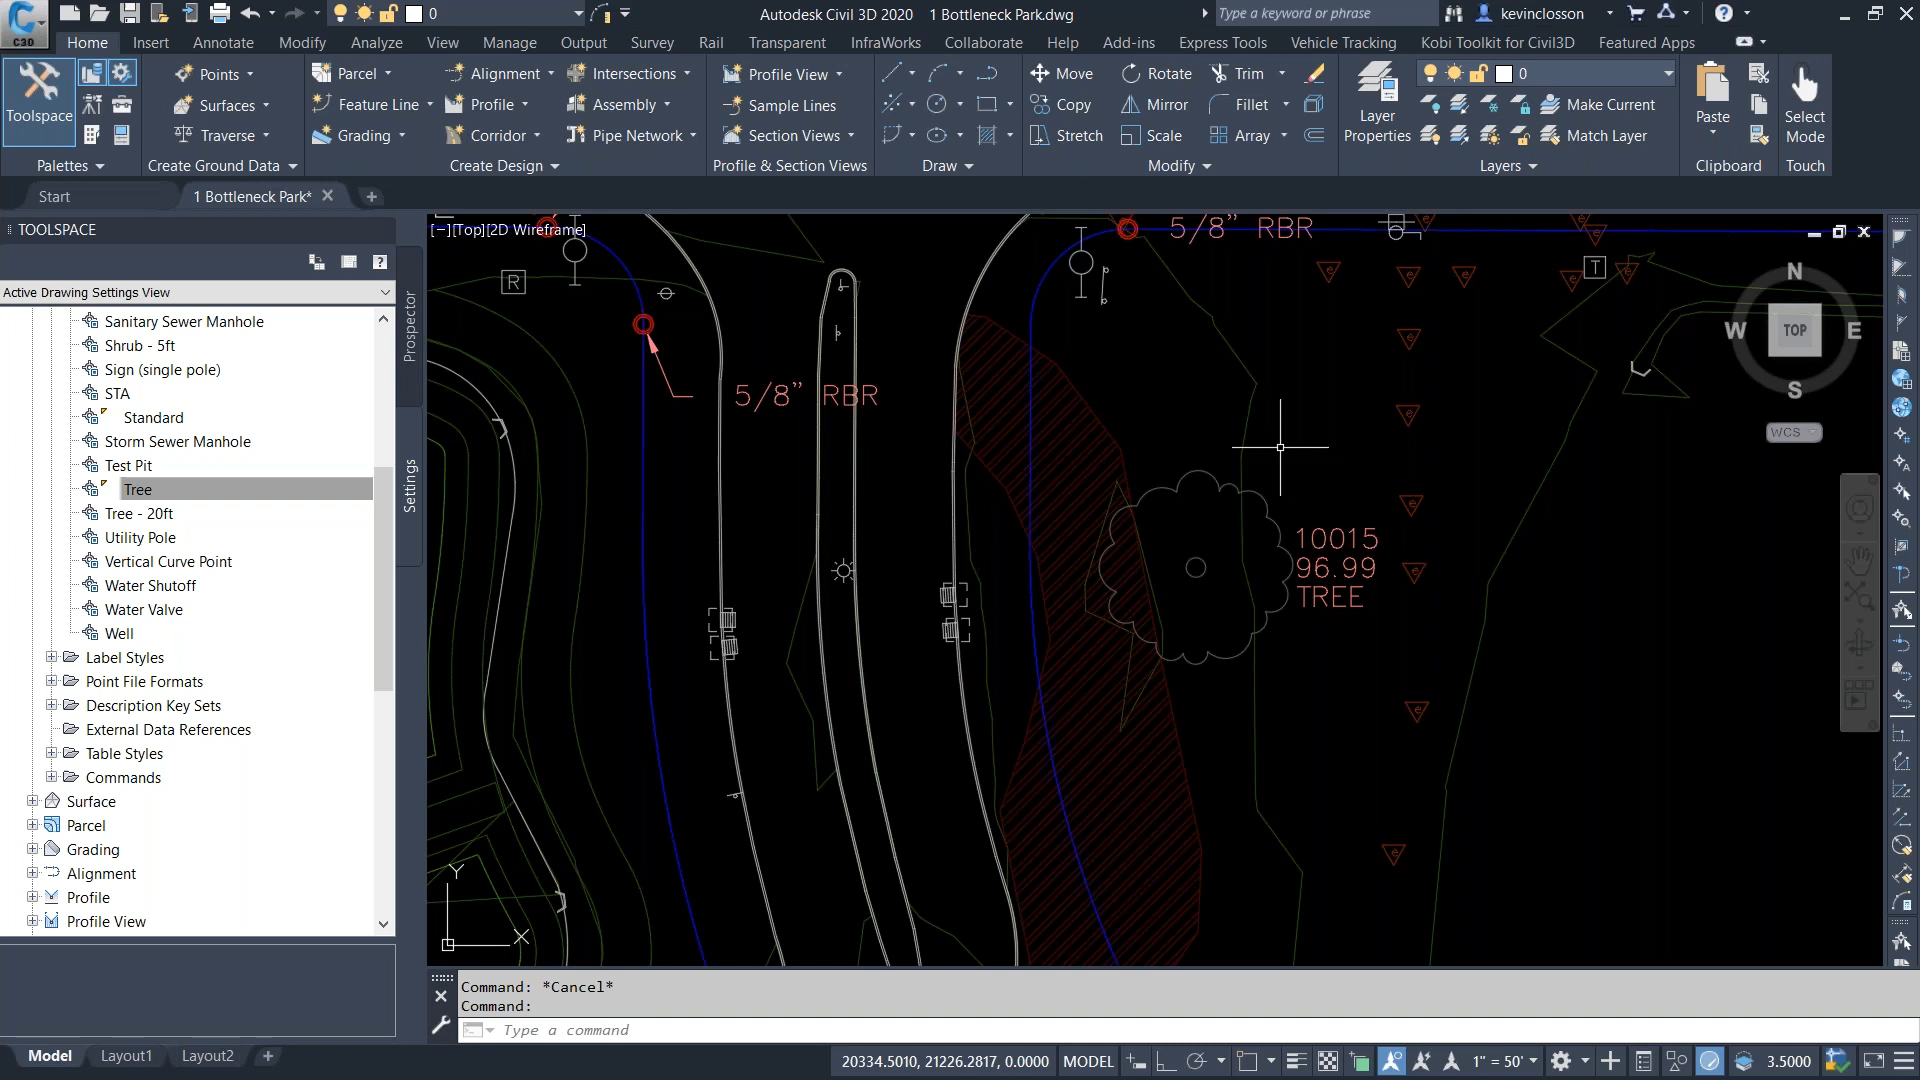 C3D
0
Autodesk Civil 3D 2020 1 Bottleneck Park.dwg
Type a keyword or phrase
kevinclosson
Home Insert Annotate Modify Analyze View Manage Output Survey Rail Transparent InfraWorks Collaborate Help Add-ins Express Tools Vehicle Tracking Kobi Toolkit for Civil3D Featured Apps
Toolspace
Palettes
Points
Surfaces
Traverse
Create Ground Data
Parcel
Feature Line
Grading
Alignment
Profile
Corridor
Intersections
Assembly
Pipe Network
Create Design
Profile View
Sample Lines
Section Views
Profile & Section Views
Draw
Move Rotate Trim
Copy Mirror Fillet
Stretch Scale Array
Modify
Layer
Properties
0
Make Current
Match Layer
Layers
Paste
Clipboard
Select
Mode
Touch
Start
1 Bottleneck Park*
TOOLSPACE
Active Drawing Settings View
Sanitary Sewer Manhole
Shrub - 5ft
Sign (single pole)
STA
Standard
Storm Sewer Manhole
Test Pit
Tree
Tree - 20ft
Utility Pole
Vertical Curve Point
Water Shutoff
Water Valve
Well
Label Styles
Point File Formats
Description Key Sets
External Data References
Table Styles
Commands
Surface
Parcel
Grading
Alignment
Profile
Profile View
Prospector
Settings
[−][Top][2D Wireframe]
5/8” RBR
R
T
5/8” RBR
10015
96.99
TREE
N
W TOP E
S
WCS
Y
X
Command: *Cancel*
Command:
Type a command
Model Layout1 Layout2
20334.5010, 21226.2817, 0.0000 MODEL
1" = 50'
3.5000